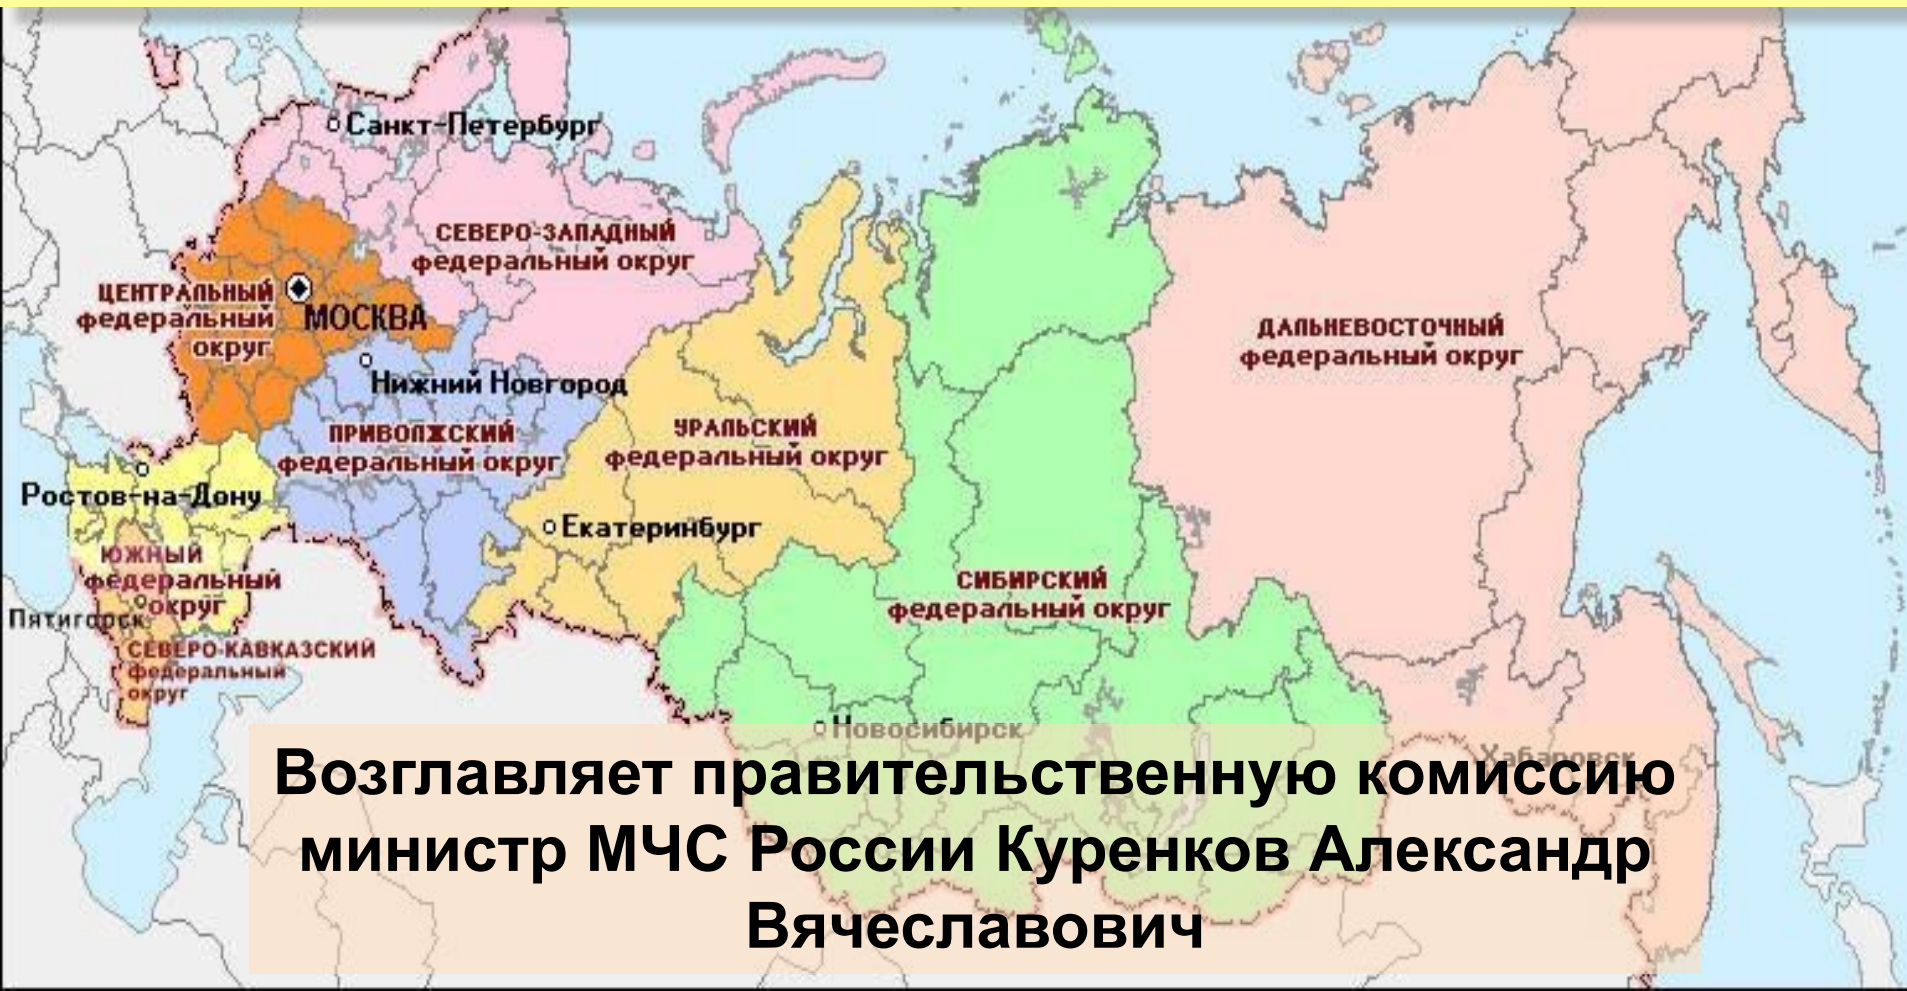 Санкт-Петербург
СЕВЕРО-ЗАПАДНЫЙ
федеральный округ
ЦЕНТРАЛЬНЫЙ
федеральный
округ
МОСКВА
ДАЛЬНЕВОСТОЧНЫЙ
федеральный округ
Нижний Новгород
ПРИВОЛЖСКИЙ
федеральный округ
УРАЛЬСКИЙ
федеральный округ
Ростов-на-Дону
Екатеринбург
ЮЖНЫЙ
федеральный
округ
СИБИРСКИЙ
федеральный округ
Пятигорск
СЕВЕРО-КАВКАЗСКИЙ
федеральный
округ
Новосибирск
Хабаровск
Возглавляет правительственную комиссию
министр МЧС России Куренков Александр
Вячеславович